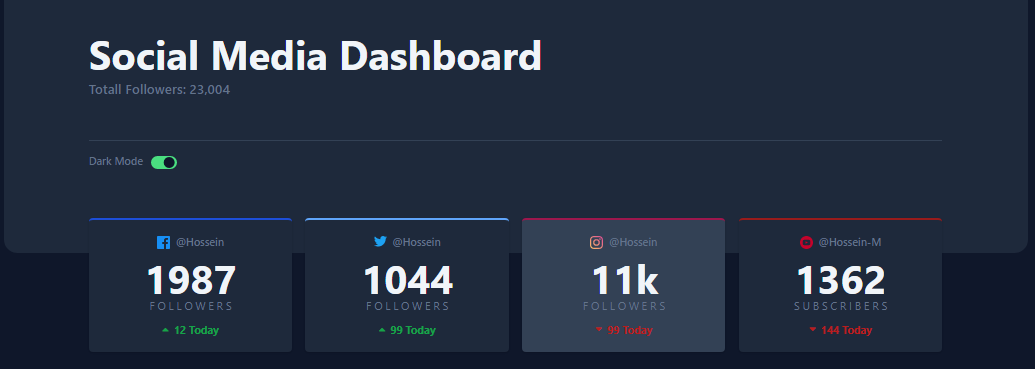 Social Media Dashboard
Totall Followers: 23,004
Dark Mode
@Hossein
1987
FOLLOWERS
12 Today
@Hossein
1044
FOLLOWERS
99 Today
@Hossein
11k
FOLLOWERS
99 Today
@Hossein-M
1362
SUBSCRIBERS
144 Today